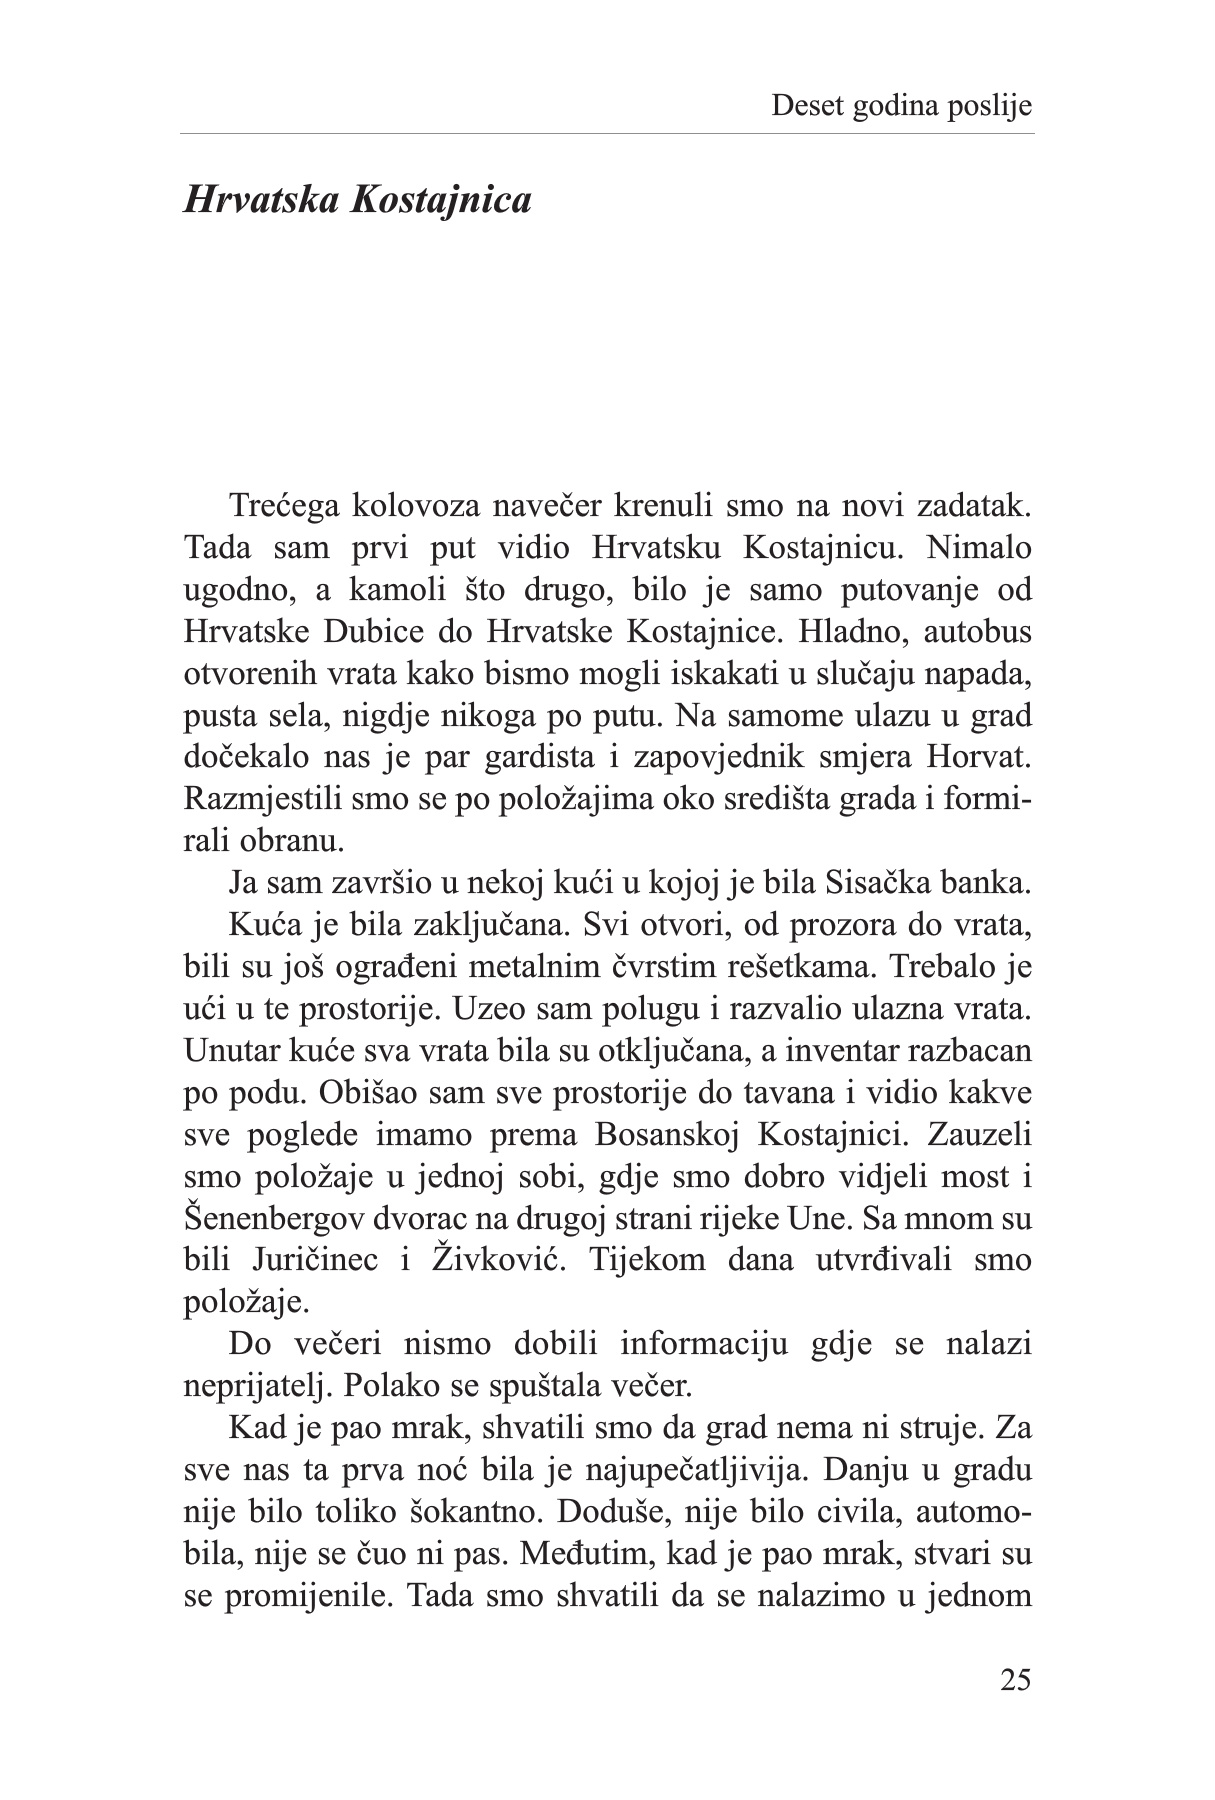 Deset godina poslije
Hrvatska Kostajnica
Trećega kolovoza navečer krenuli smo na novi zadatak.
Tada sam prvi put vidio Hrvatsku Kostajnicu. Nimalo
ugodno, a kamoli što drugo, bilo je samo putovanje od
Hrvatske Dubice do Hrvatske Kostajnice. Hladno, autobus
otvorenih vrata kako bismo mogli iskakati u slučaju napada,
pusta sela, nigdje nikoga po putu. Na samome ulazu u grad
dočekalo nas je par gardista i zapovjednik smjera Horvat.
Razmjestili smo se po položajima oko središta grada i formi-
rali obranu.
Ja sam završio u nekoj kući u kojoj je bila Sisačka banka.
Kuća je bila zaključana. Svi otvori, od prozora do vrata,
bili su još ograđeni metalnim čvrstim rešetkama. Trebalo je
ući u te prostorije. Uzeo sam polugu i razvalio ulazna vrata.
Unutar kuće sva vrata bila su otključana, a inventar razbacan
po podu. Obišao sam sve prostorije do tavana i vidio kakve
sve poglede imamo prema Bosanskoj Kostajnici. Zauzeli
smo položaje u jednoj sobi, gdje smo dobro vidjeli most i
Šenenbergov dvorac na drugoj strani rijeke Une. Sa mnom su
bili Juričinec i Živković. Tijekom dana utvrđivali smo
položaje.
Do večeri nismo dobili informaciju gdje se nalazi
neprijatelj. Polako se spuštala večer.
Kad je pao mrak, shvatili smo da grad nema ni struje. Za
sve nas ta prva noć bila je najupečatljivija. Danju u gradu
nije bilo toliko šokantno. Doduše, nije bilo civila, automo-
bila, nije se čuo ni pas. Međutim, kad je pao mrak, stvari su
se promijenile. Tada smo shvatili da se nalazimo u jednom
25